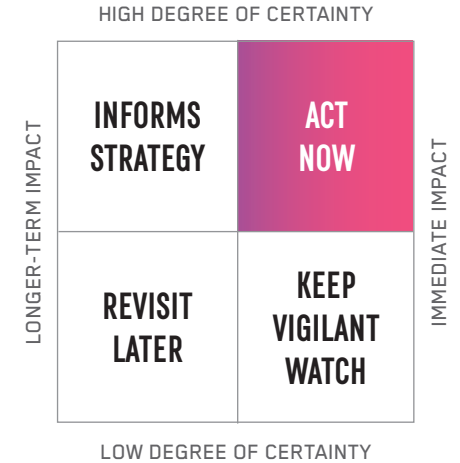 HIGH DEGREE OF CERTAINTY
LONGER-TERM IMPACT
INFORMS
STRATEGY
ACT
NOW
IMMEDIATE IMPACT
REVISIT
LATER
KEEP
VIGILANT
WATCH
LOW DEGREE OF CERTAINTY